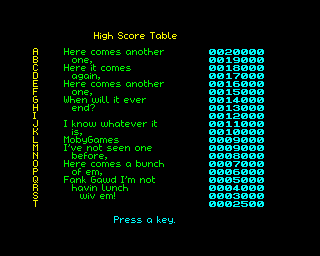 High Score Table
A Here comes another 0020000
B one, 0019000
C Here it comes 0018000
D again, 0017000
E Here comes another 0016000
F one, 0015000
G When will it ever 0014000
H end? 0013000
I 0012000
J I know whatever it 0011000
K is, 0010000
L MobyGames 0009000
M I've not seen one 0009000
N before, 0008000
O Here comes a bunch 0007000
P of em, 0006000
Q Fank Gawd I'm not 0005000
R havin lunch 0004000
S wiv em! 0003000
T 0002500
Press a key.